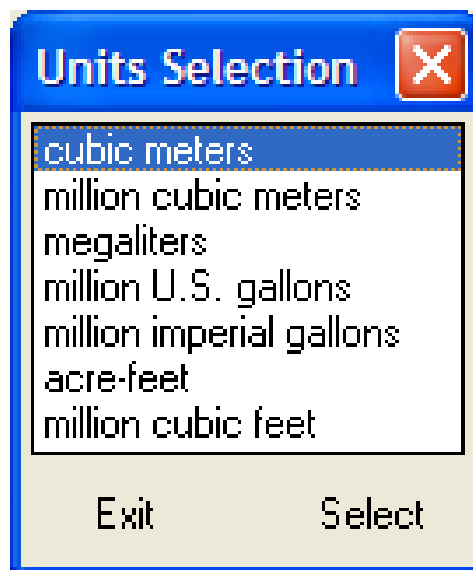 Units Selection
cubic meters
million cubic meters
megaliters
million U.S. gallons
million imperial gallons
acre-feet
million cubic feet
Exit Select